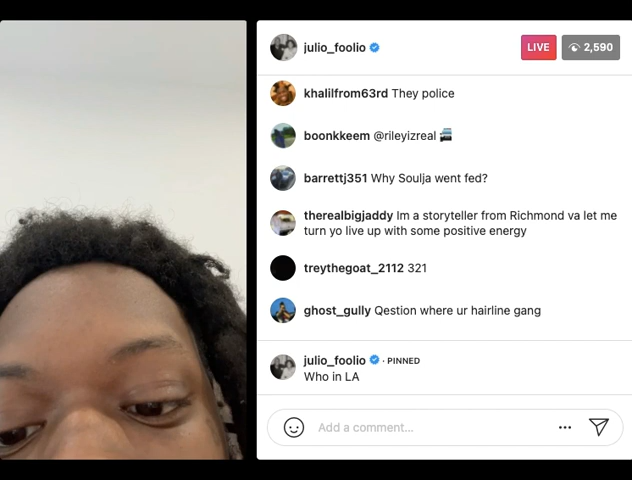 julio_foolio
LIVE
2,590
khalilfrom63rd They police
boonkkeem @rileyizreal
barrettj351 Why Soulja went fed?
therealbigjaddy Im a storyteller from Richmond va let me
turn yo live up with some positive energy
treythegoat_2112 321
ghost_gully Qestion where ur hairline gang
julio_foolio · PINNED
Who in LA
Add a comment...